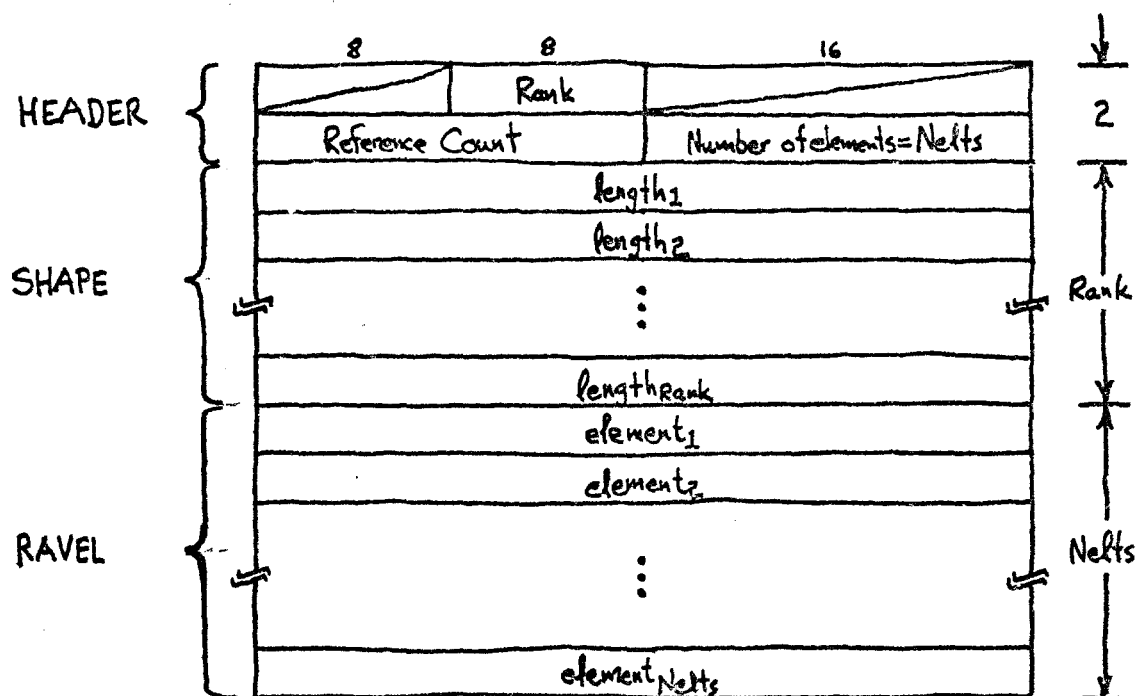 8 8 16
HEADER Rank 2
Reference Count Number of elements=Nelts
length1
length2
SHAPE Rank
lengthRank
element1
element2
RAVEL Nelts
elementNelts